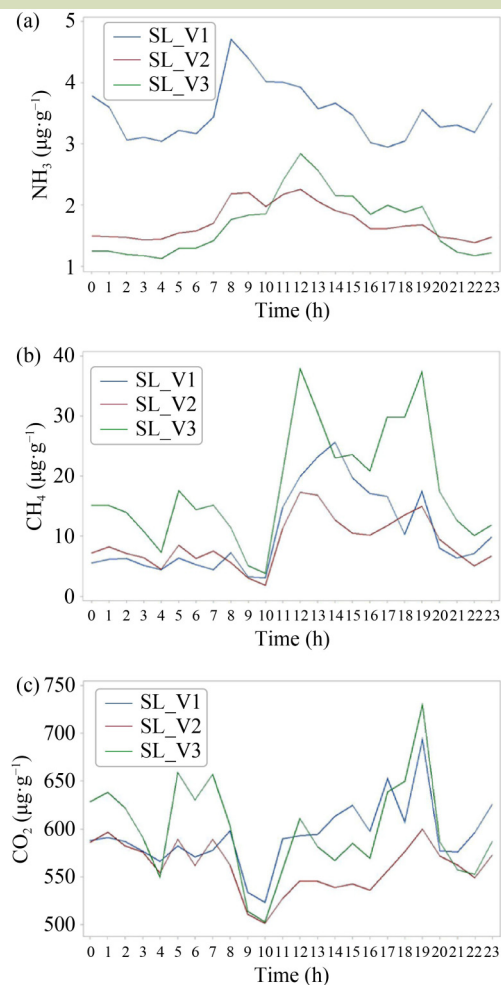 (a)
5
4
3
2
1
NH₃ (μg·g⁻¹)
SL_V1
SL_V2
SL_V3
0 1 2 3 4 5 6 7 8 9 10 11 12 13 14 15 16 17 18 19 20 21 22 23
Time (h)
(b)
40
30
20
10
0
CH₄ (μg·g⁻¹)
SL_V1
SL_V2
SL_V3
0 1 2 3 4 5 6 7 8 9 10 11 12 13 14 15 16 17 18 19 20 21 22 23
Time (h)
(c)
750
700
650
600
550
500
CO₂ (μg·g⁻¹)
SL_V1
SL_V2
SL_V3
0 1 2 3 4 5 6 7 8 9 10 11 12 13 14 15 16 17 18 19 20 21 22 23
Time (h)